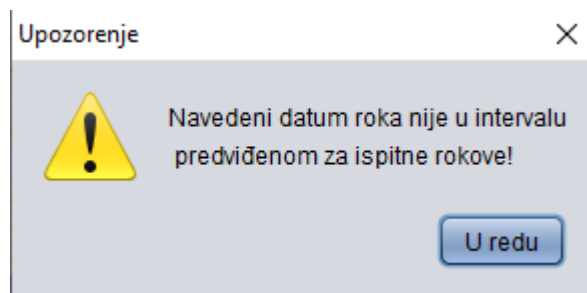 Upozorenje
Navedeni datum roka nije u intervalu
predviđenom za ispitne rokove!
U redu